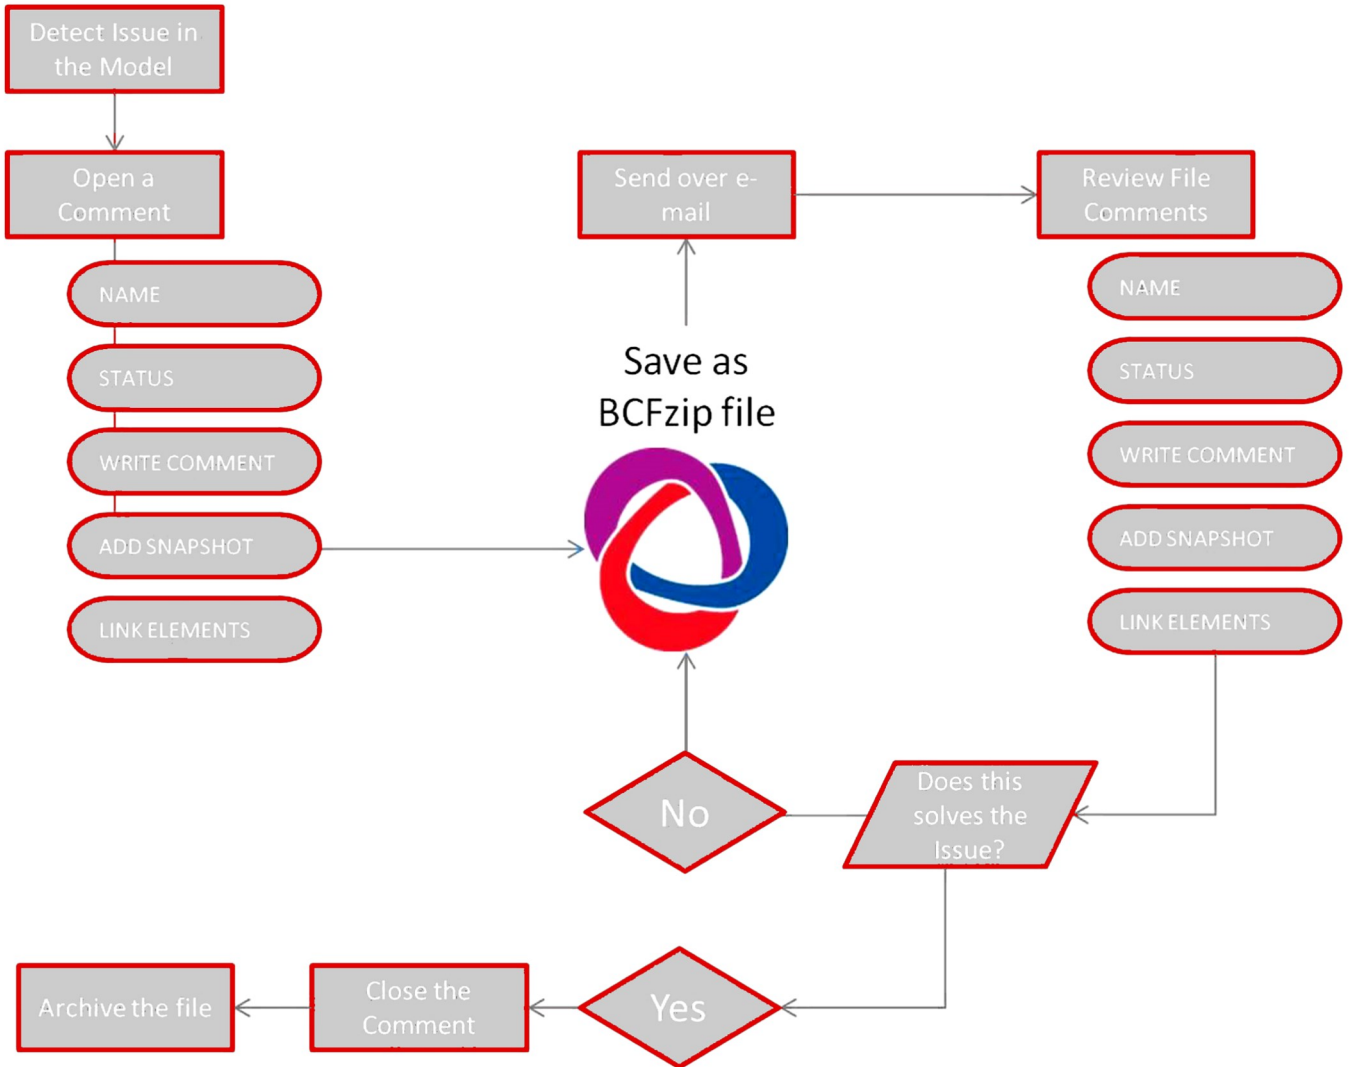 Detect Issue in
the Model
Open a
Comment
NAME
STATUS
WRITE COMMENT
ADD SNAPSHOT
LINK ELEMENTS
Save as
BCFzip file
Send over e-
mail
Review File
Comments
NAME
STATUS
WRITE COMMENT
ADD SNAPSHOT
LINK ELEMENTS
Does this
solves the
Issue?
No
Yes
Close the
Comment
Archive the file